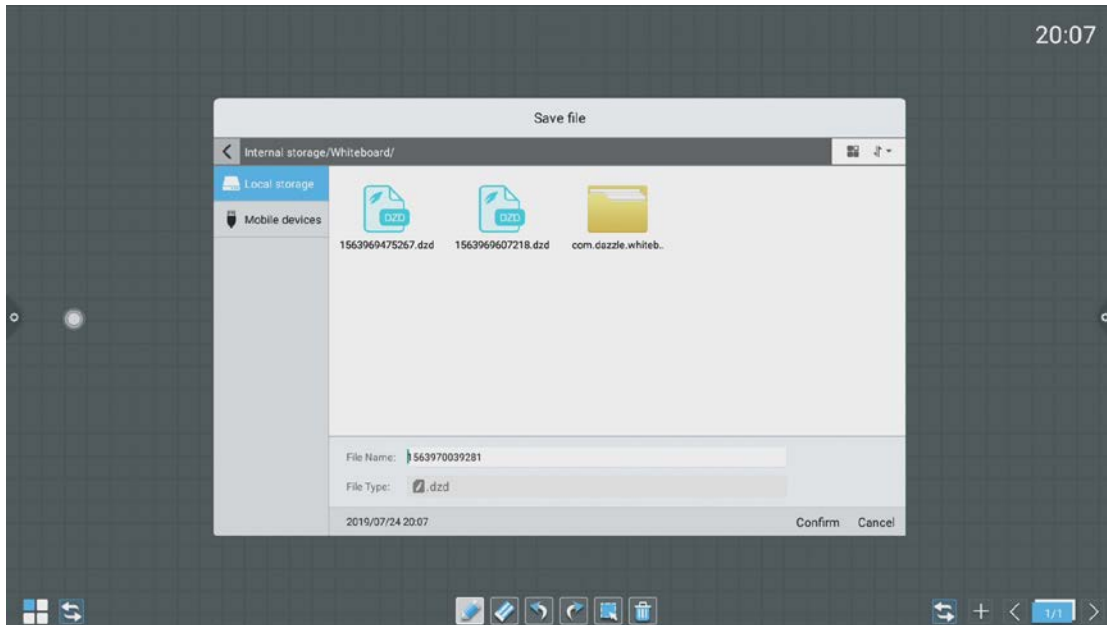 20:07
Save file
Internal storage/Whiteboard/
Local storage
Mobile devices
DZD
DZD
1563969475267.dzd
1563969607218.dzd
com.dazzle.whiteb..
File Name: 1563970039281
File Type: .dzd
2019/07/24 20:07
Confirm
Cancel
1/1